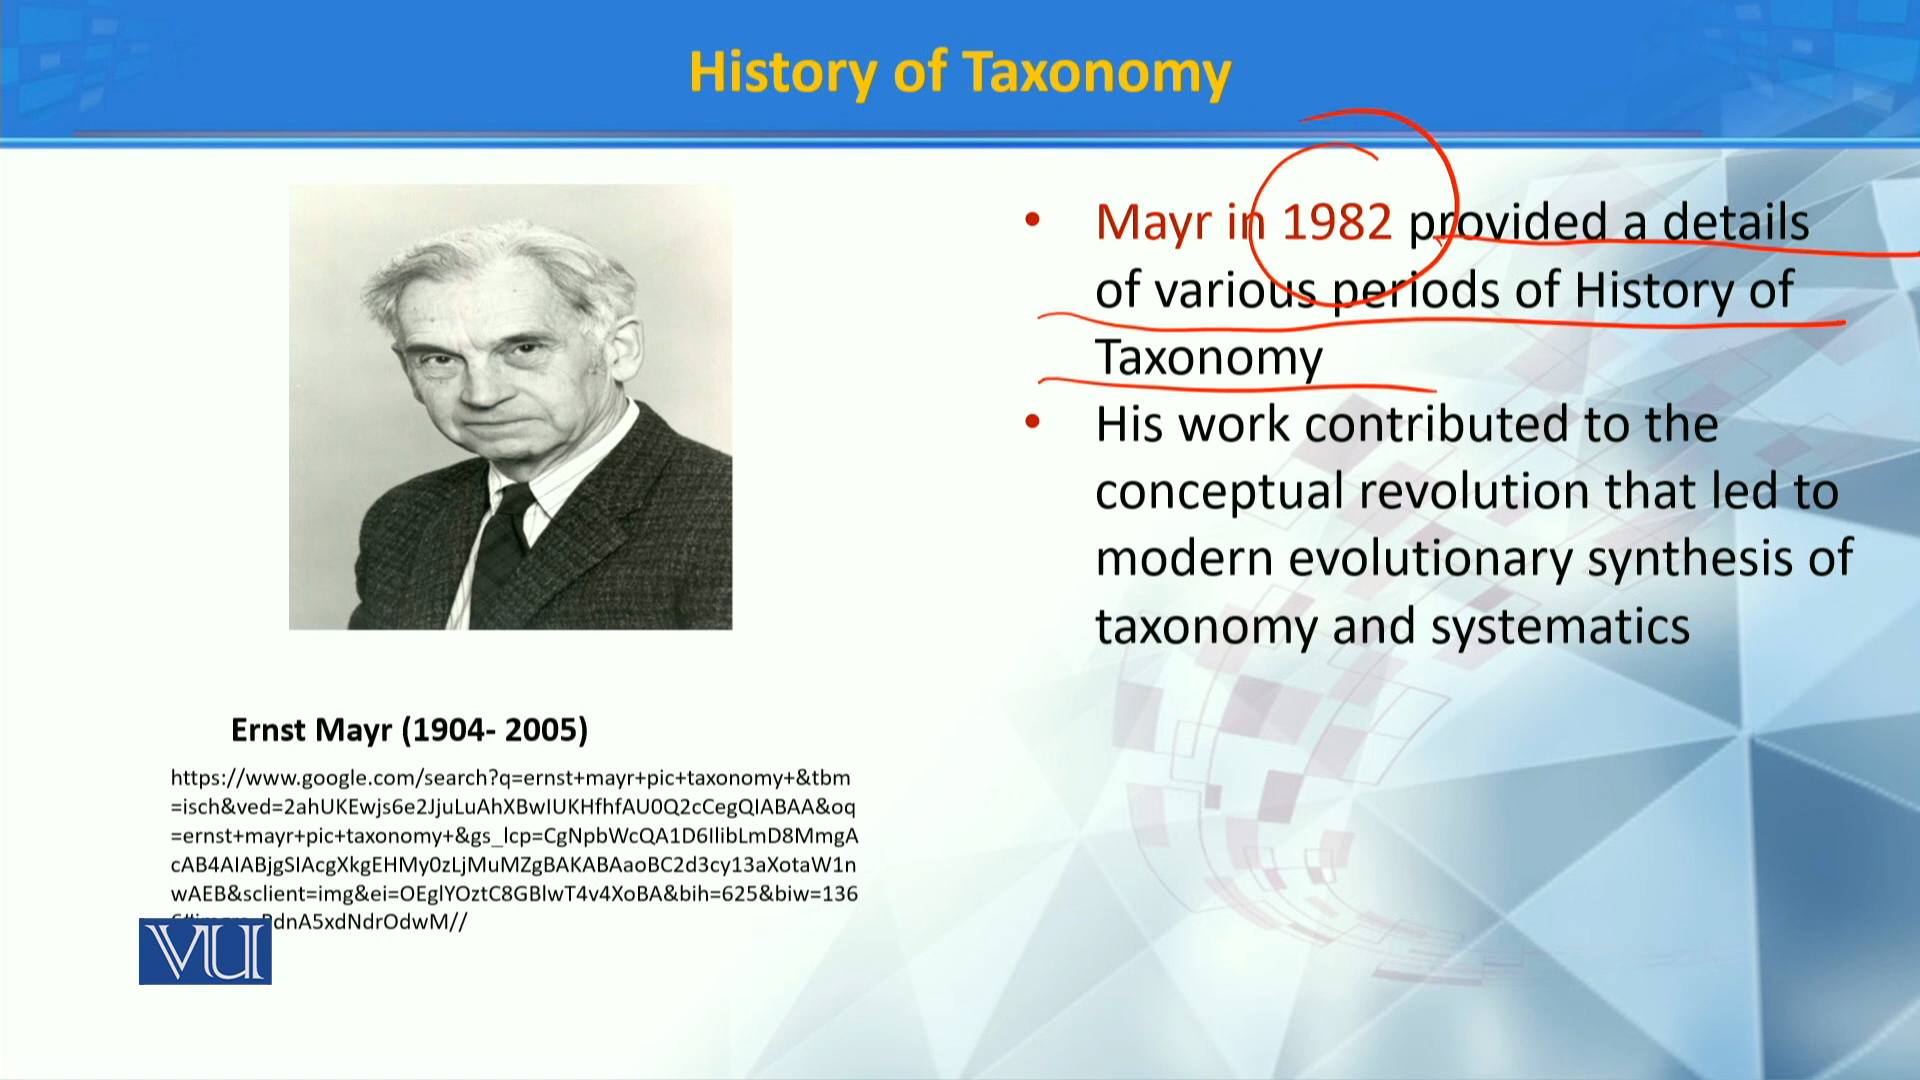 History of Taxonomy
• Mayr in 1982 provided a details
of various periods of History of
Taxonomy
• His work contributed to the
conceptual revolution that led to
modern evolutionary synthesis of
taxonomy and systematics
Ernst Mayr (1904- 2005)
https://www.google.com/search?q=ernst+mayr+pic+taxonomy+&tbm
=isch&ved=2ahUKEwjs6e2JjuLuAhXBwIUKHfhfAU0Q2cCegQIABAA&oq
=ernst+mayr+pic+taxonomy+&gs_lcp=CgNpbWcQA1D6IlibLmD8MmgA
cAB4AIABjgSIAcgXkgEHMy0zLjMuMZgBAKABAaoBC2d3cy13aXotaW1n
wAEB&sclient=img&ei=OEglYOztC8GBlwT4v4XoBA&bih=625&biw=136
dnA5xdNdrOdwM//
VU